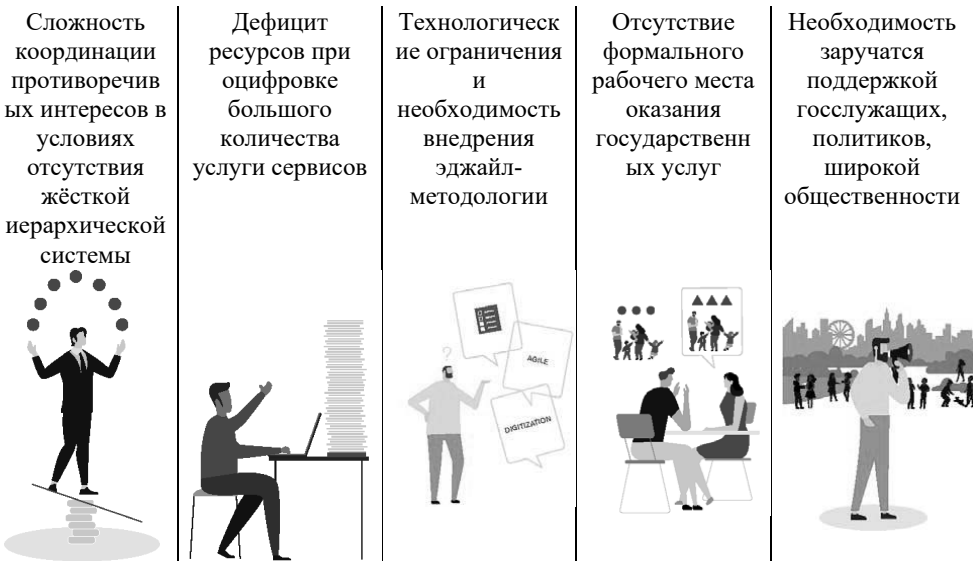 Сложность
координации
противоречив
ых интересов в
условиях
отсутствия
жёсткой
иерархической
системы
Дефицит
ресурсов при
оцифровке
большого
количества
услуги сервисов
Технологическ
ие ограничения
и
необходимость
внедрения
эджайл-
методологии
Отсутствие
формального
рабочего места
оказания
государственн
ых услуг
Необходимость
заручатся
поддержкой
госслужащих,
политиков,
широкой
общественности
?
AGILE
DIGITIZATION